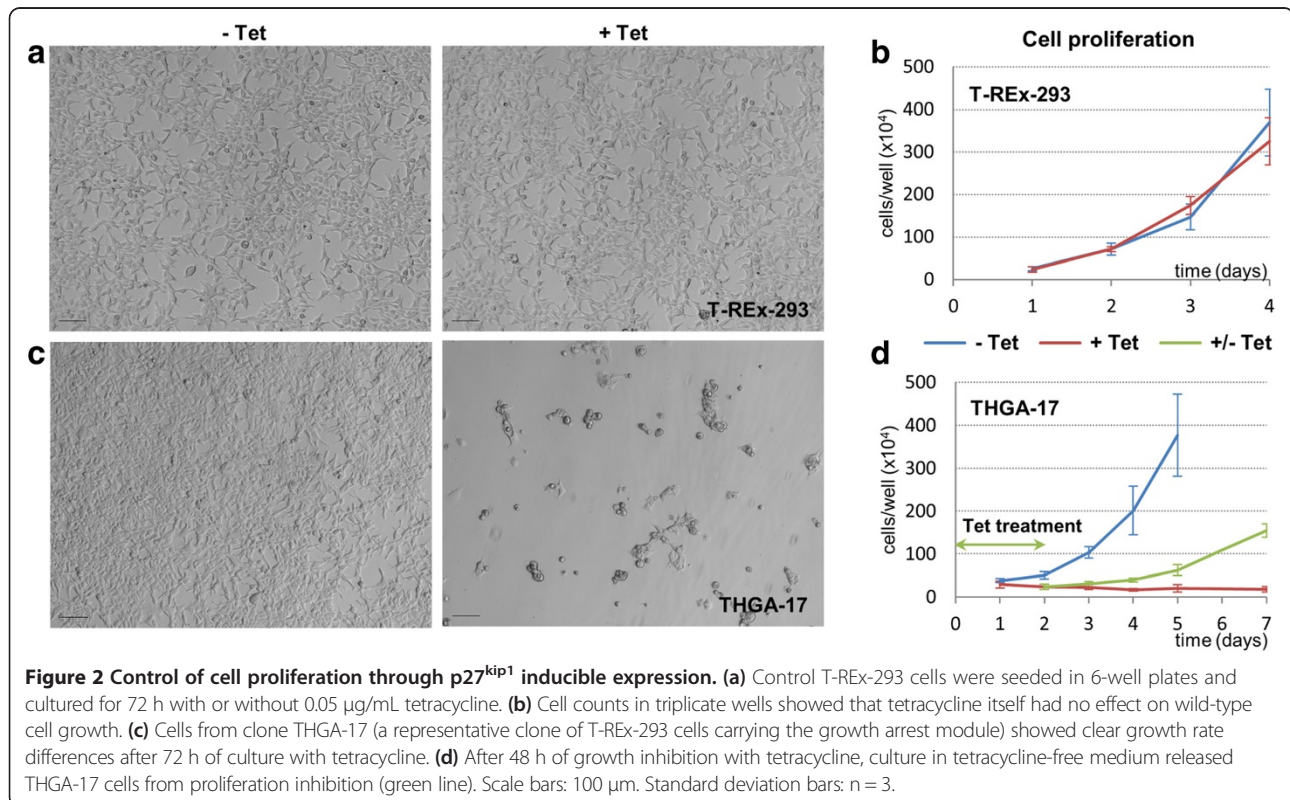 - Tet
+ Tet
a
T-REx-293
b
Cell proliferation
T-REx-293
cells/well (x10⁴)
500
400
300
200
100
0
time (days)
0 1 2 3 4
c
THGA-17
- Tet + Tet +/- Tet
d
THGA-17
cells/well (x10⁴)
500
400
300
200
100
0
Tet treatment
0 1 2 3 4 5 6 7
time (days)
Figure 2 Control of cell proliferation through p27ᵏⁱᵖ¹ inducible expression. (a) Control T-REx-293 cells were seeded in 6-well plates and
cultured for 72 h with or without 0.05 μg/mL tetracycline. (b) Cell counts in triplicate wells showed that tetracycline itself had no effect on wild-type
cell growth. (c) Cells from clone THGA-17 (a representative clone of T-REx-293 cells carrying the growth arrest module) showed clear growth rate
differences after 72 h of culture with tetracycline. (d) After 48 h of growth inhibition with tetracycline, culture in tetracycline-free medium released
THGA-17 cells from proliferation inhibition (green line). Scale bars: 100 μm. Standard deviation bars: n = 3.